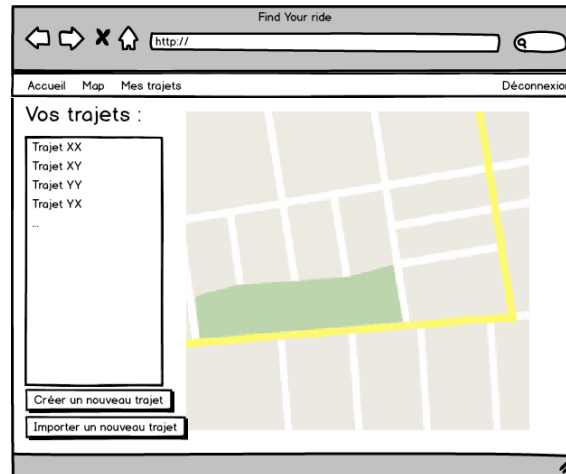 Find Your ride
http://
Accueil Map Mes trajets Déconnexion
Vos trajets :
Trajet XX
Trajet XY
Trajet YY
Trajet YX
...
Créer un nouveau trajet
Importer un nouveau trajet